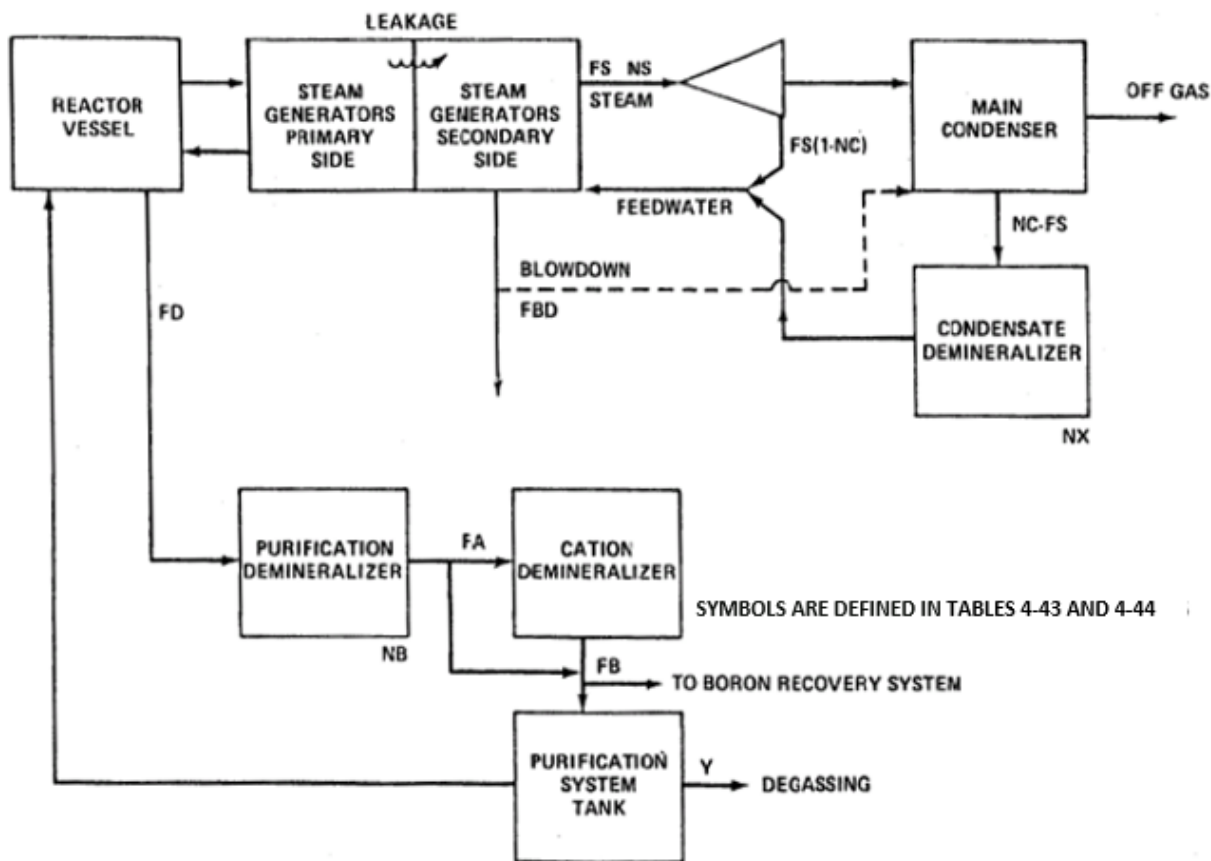 LEAKAGE
REACTOR
VESSEL
STEAM
GENERATORS
PRIMARY
SIDE
STEAM
GENERATORS
SECONDARY
SIDE
FS NS
STEAM
MAIN
CONDENSER
OFF GAS
FS(1-NC)
FEEDWATER
NC-FS
BLOWDOWN
FBD
FD
CONDENSATE
DEMINERALIZER
NX
PURIFICATION
DEMINERALIZER
NB
FA
CATION
DEMINERALIZER
SYMBOLS ARE DEFINED IN TABLES 4-43 AND 4-44
FB
TO BORON RECOVERY SYSTEM
PURIFICATION
SYSTEM
TANK
Y
DEGASSING